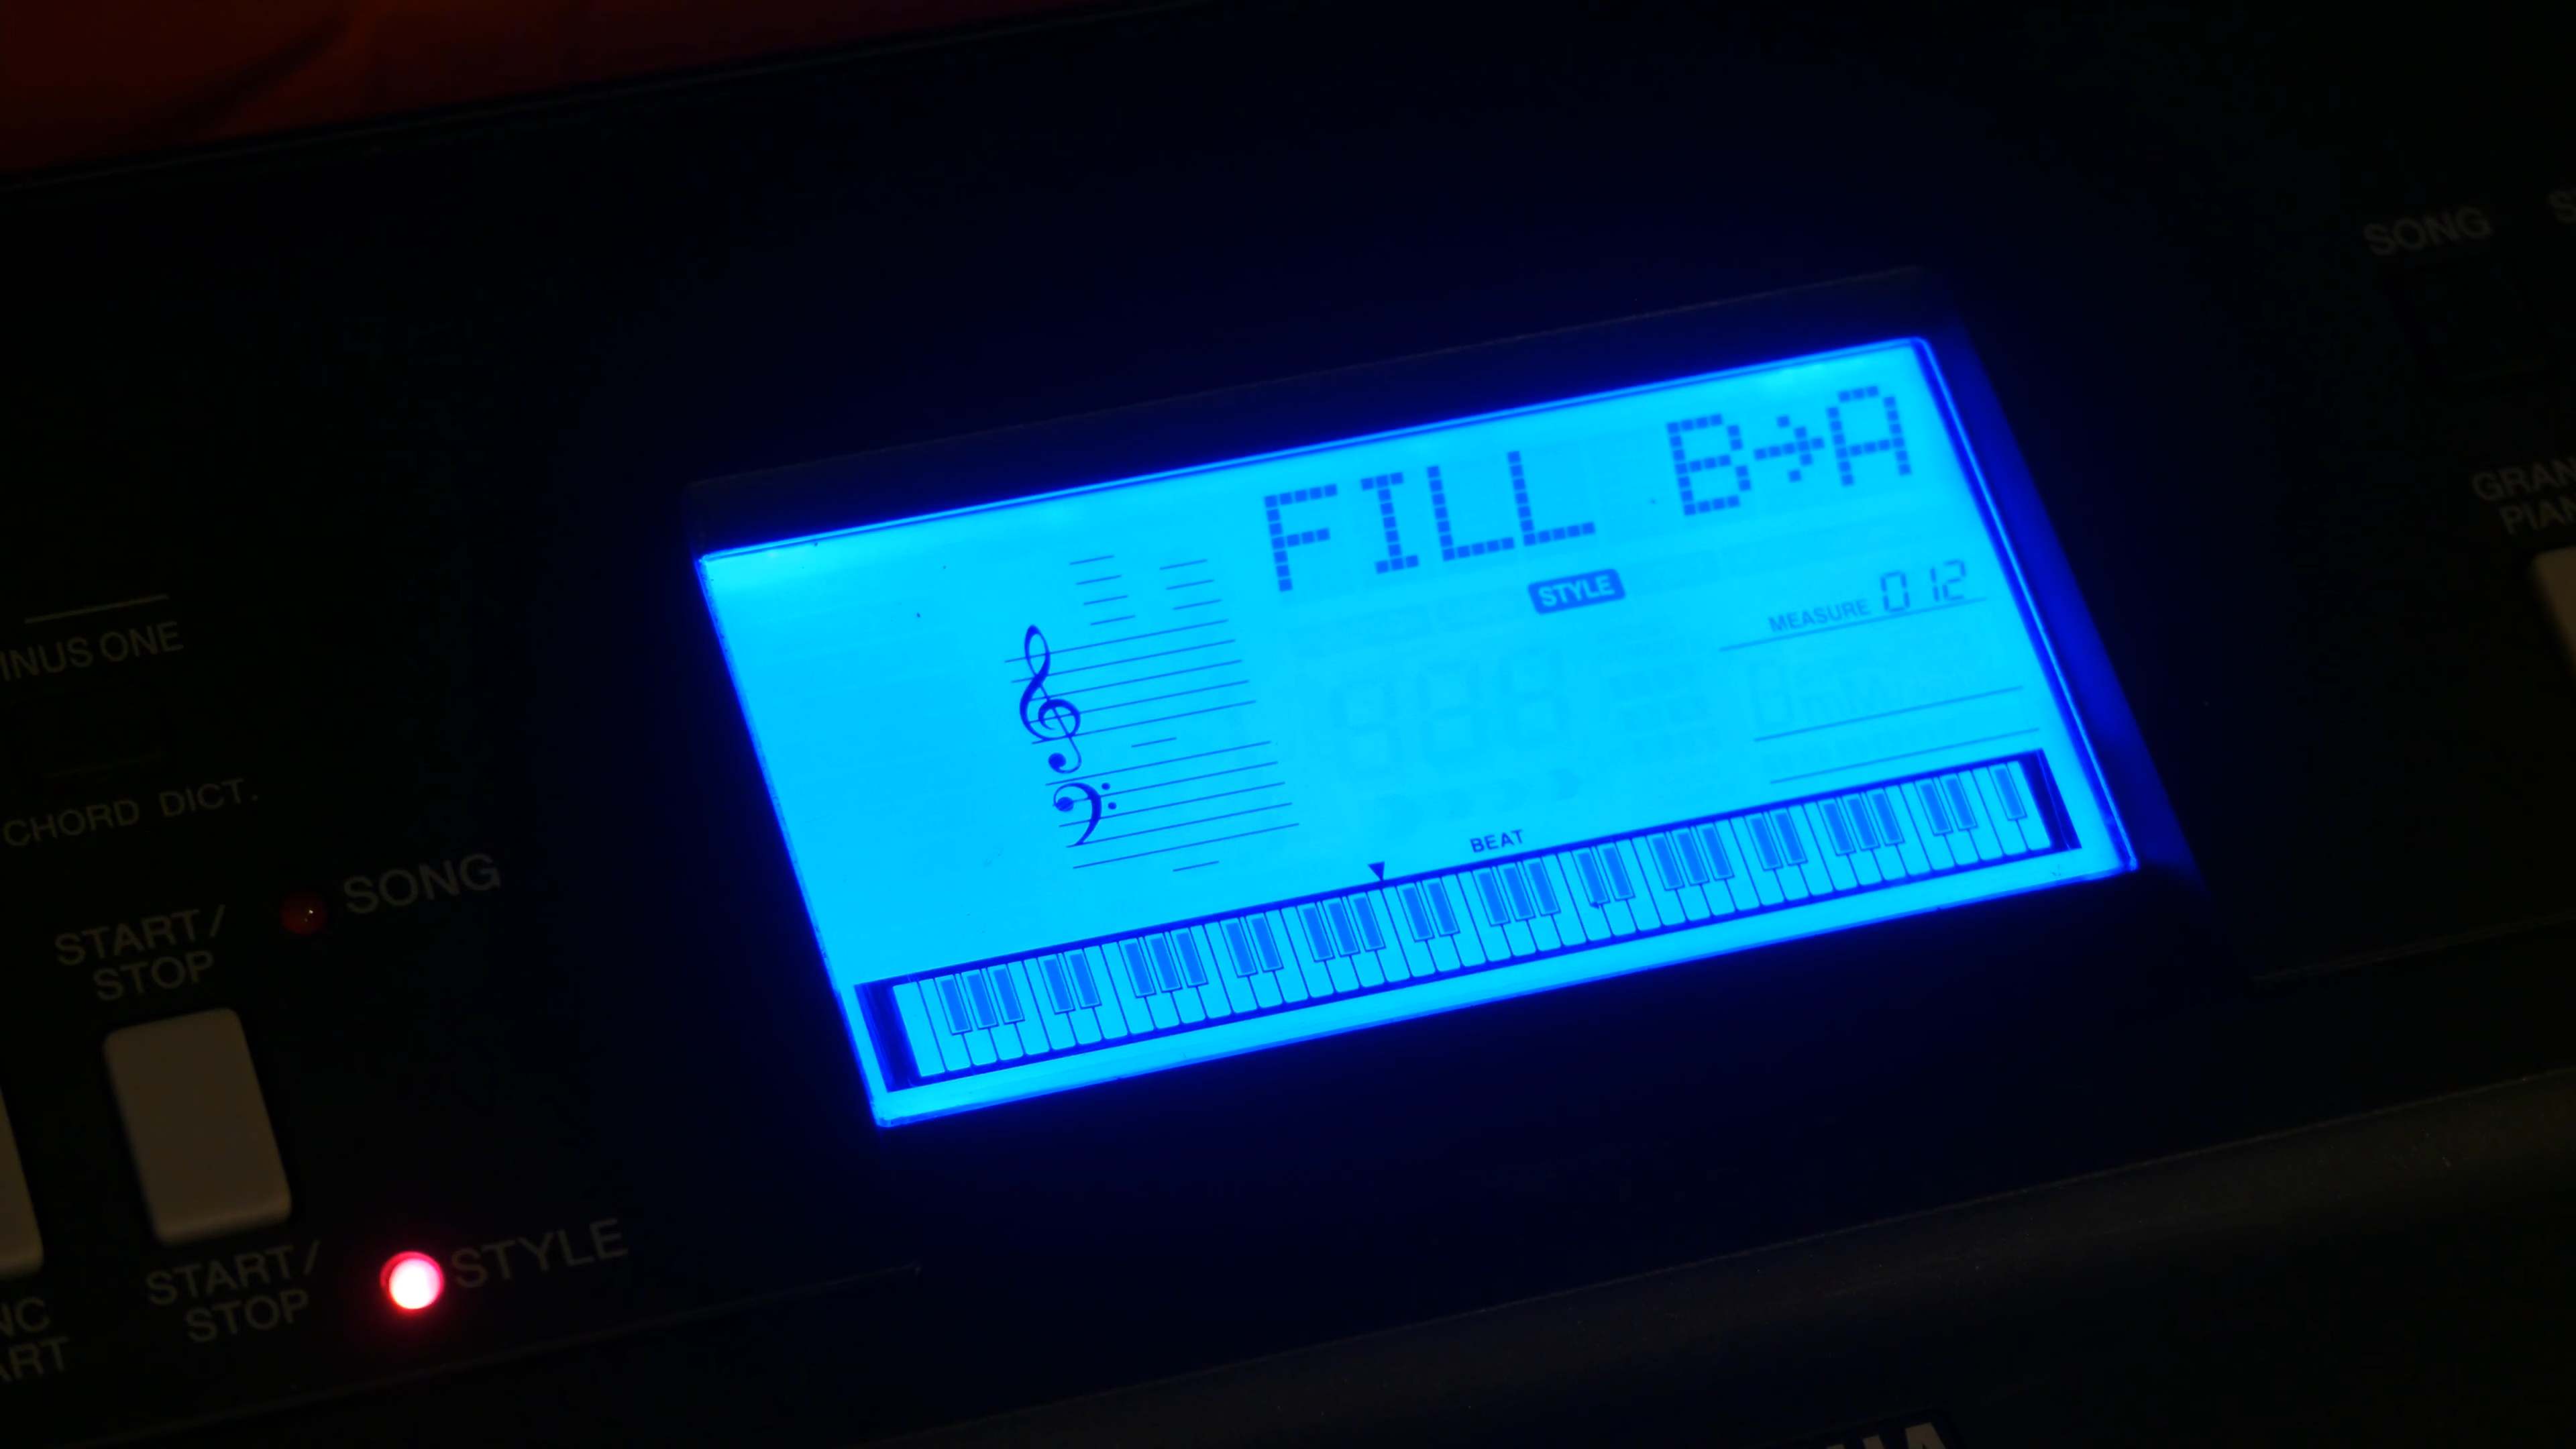 FILL B→A
STYLE
MEASURE 012
BEAT
INUS ONE
CHORD DICT.
SONG
START/
STOP
START/
STOP
STYLE
NC
ART
SONG
GRAN
PIAN